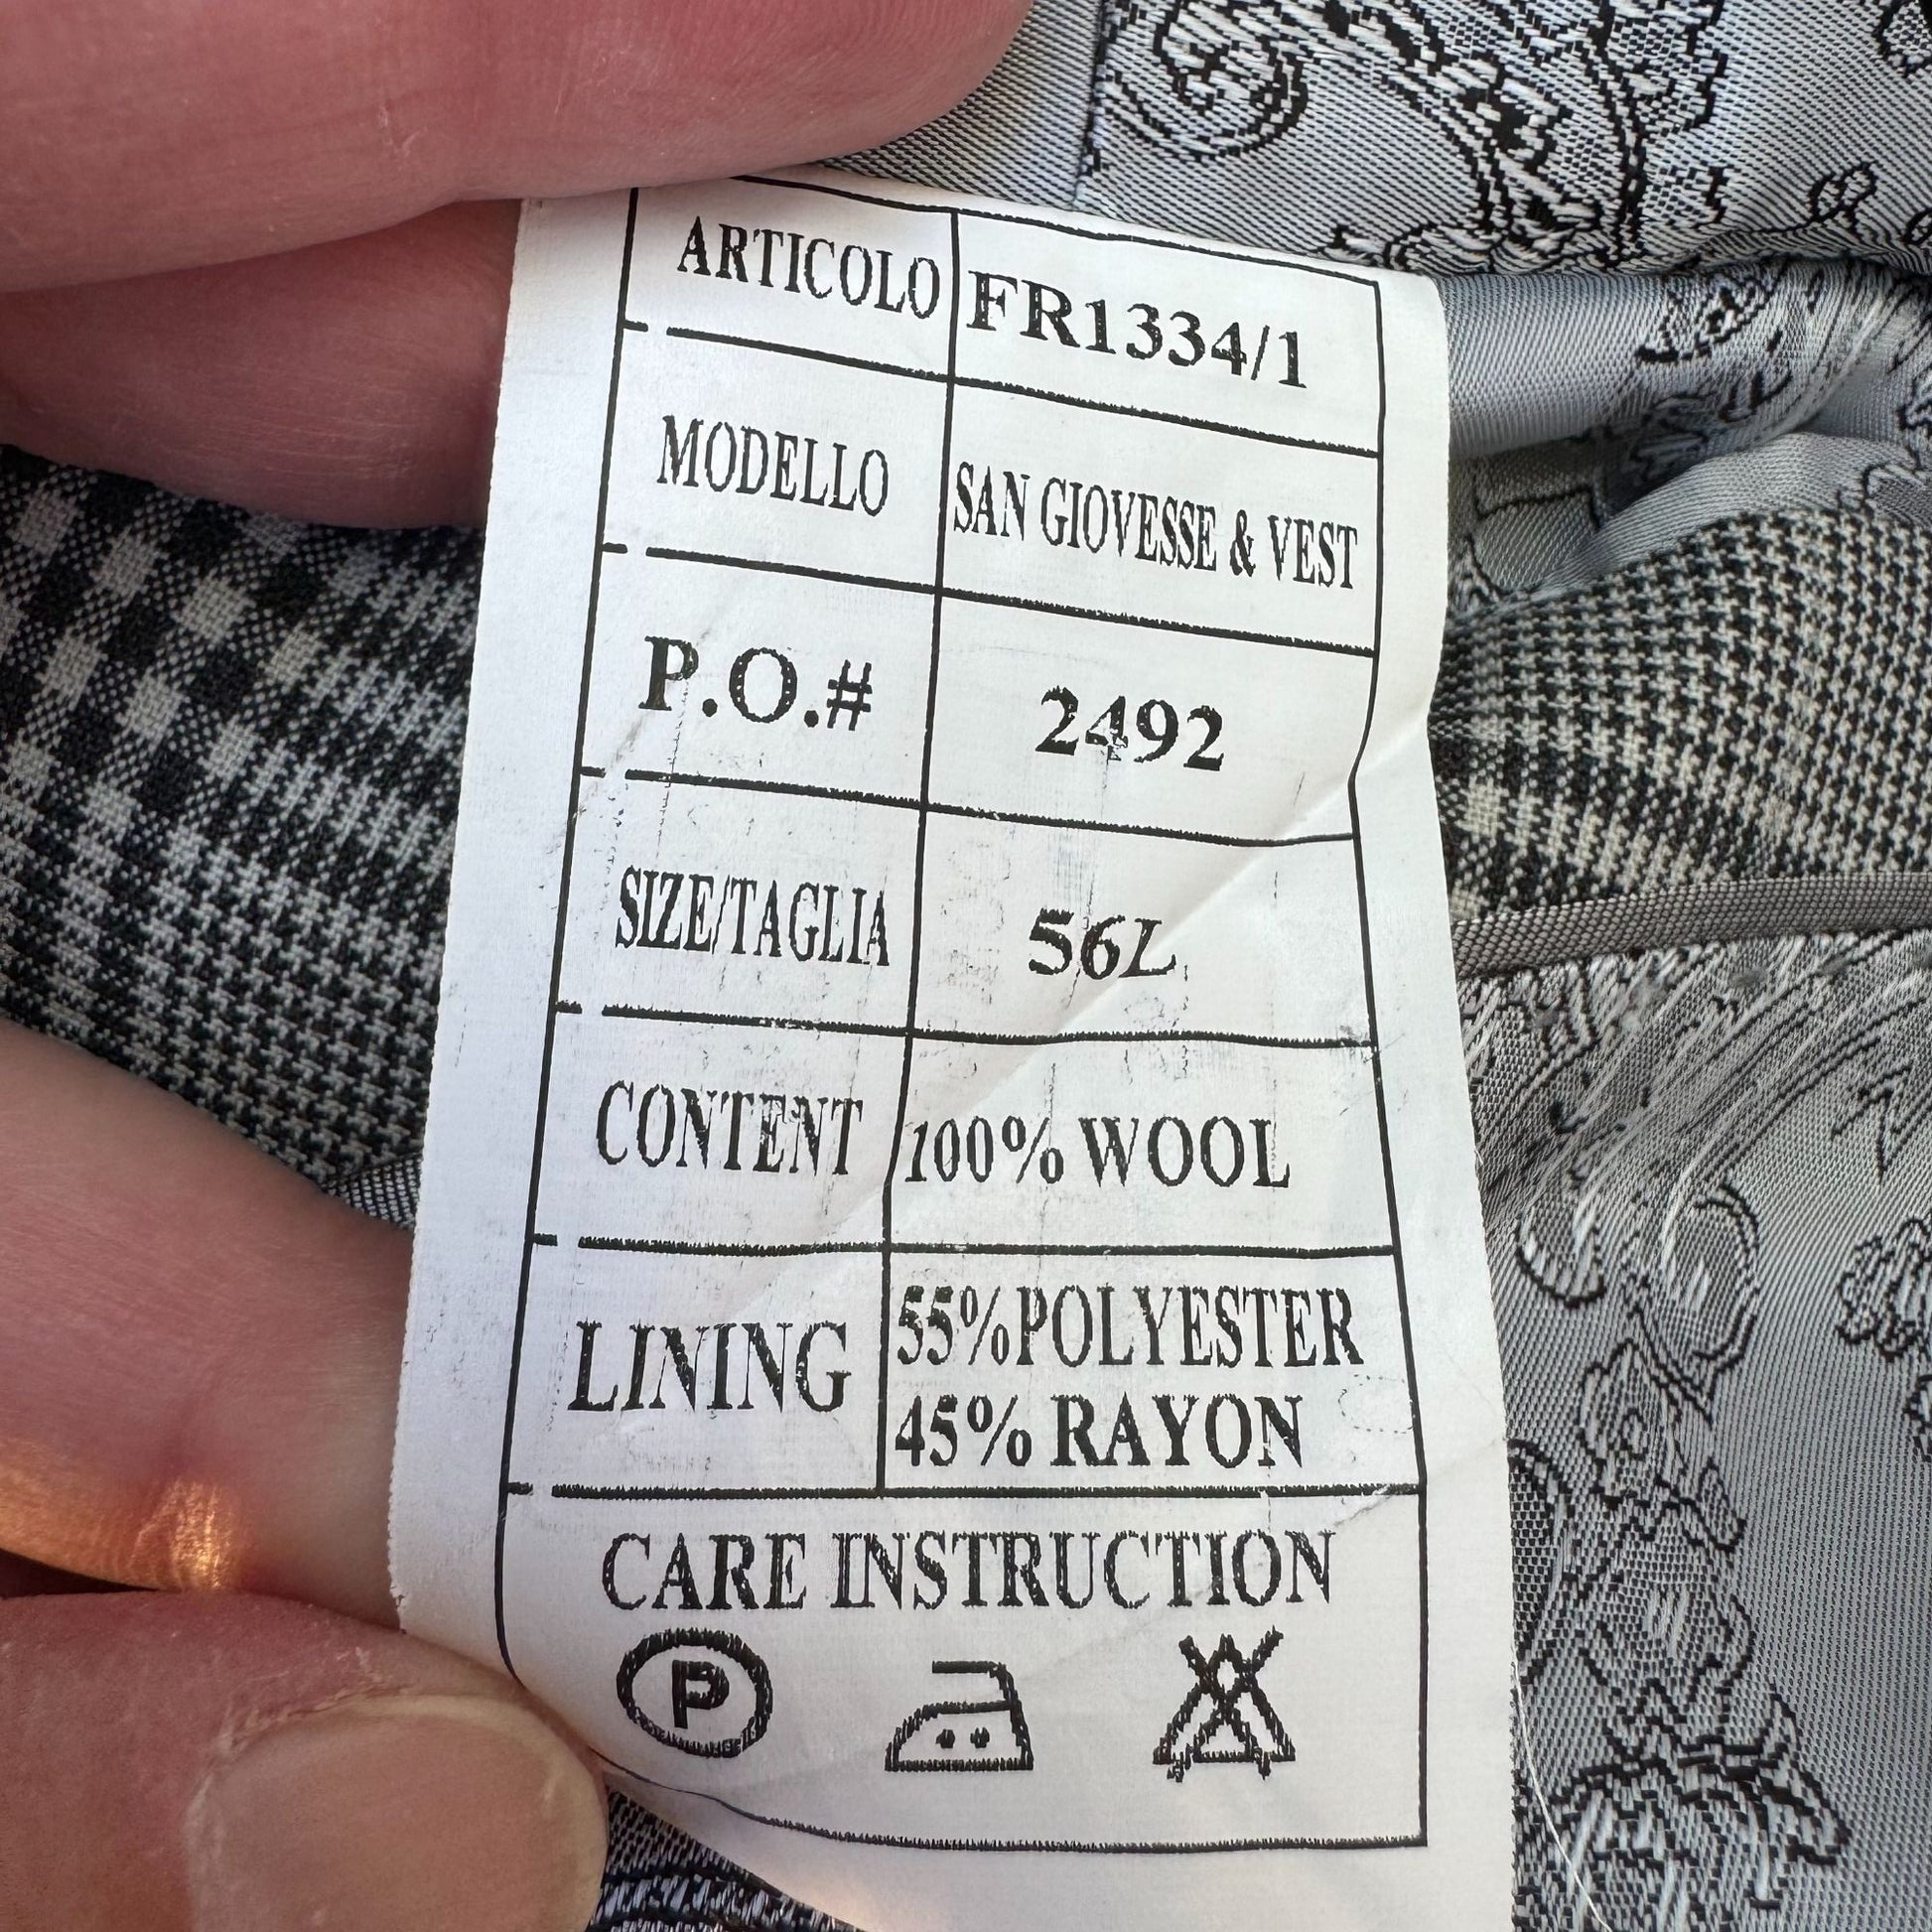 ARTICOLO FR1334/1
MODELLO SAN GIOVESSE & VEST
P.O.# 2492
SIZE/TAGLIA 56L
CONTENT 100% WOOL
LINING 55%POLYESTER
45% RAYON
CARE INSTRUCTION
P